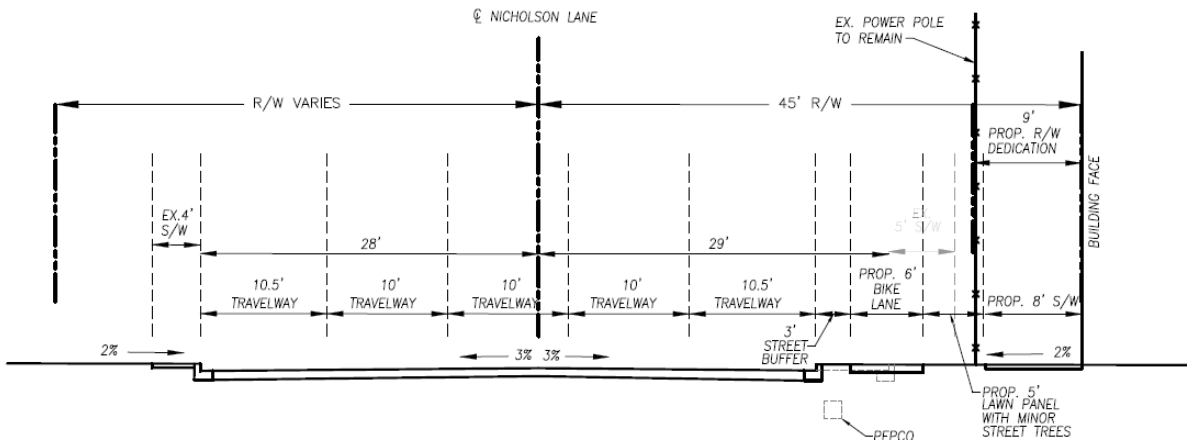 ℄ NICHOLSON LANE
EX. POWER POLE
TO REMAIN
R/W VARIES
45' R/W
9'
PROP. R/W
DEDICATION
BUILDING FACE
EX.4'
S/W
EX.
5' S/W
28'
29'
10.5'
TRAVELWAY
10'
TRAVELWAY
10'
TRAVELWAY
10'
TRAVELWAY
10.5'
TRAVELWAY
PROP. 6'
BIKE
LANE
PROP. 8' S/W
3'
STREET
BUFFER
2%
3% 3%
2%
PROP. 5'
LAWN PANEL
WITH MINOR
STREET TREES
PEPCO